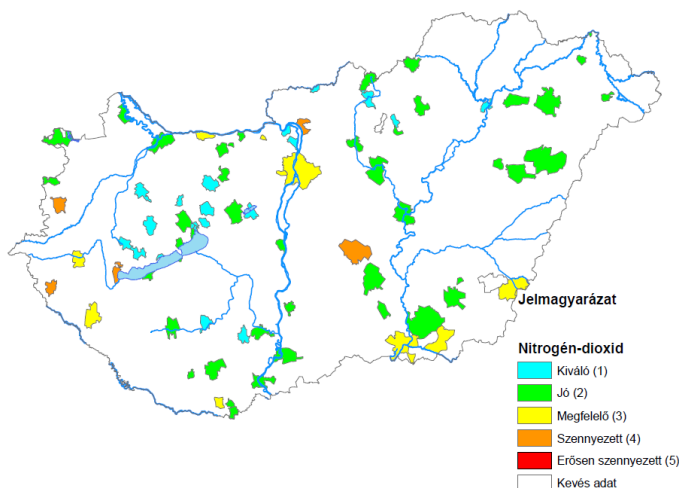 Jelmagyarázat
Nitrogén-dioxid
Kiváló (1)
Jó (2)
Megfelelő (3)
Szennyezett (4)
Erősen szennyezett (5)
Kevés adat